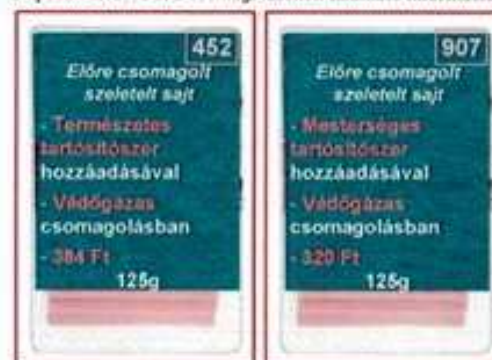 452
Előre csomagolt
szeletelt sajt
- Természetes
tartósítószer
hozzáadásával
- Védőgázas
csomagolásban
- 384 Ft
125g
907
Előre csomagolt
szeletelt sajt
- Mesterséges
tartósítószer
hozzáadásával
- Védőgázas
csomagolásban
- 320 Ft
125g